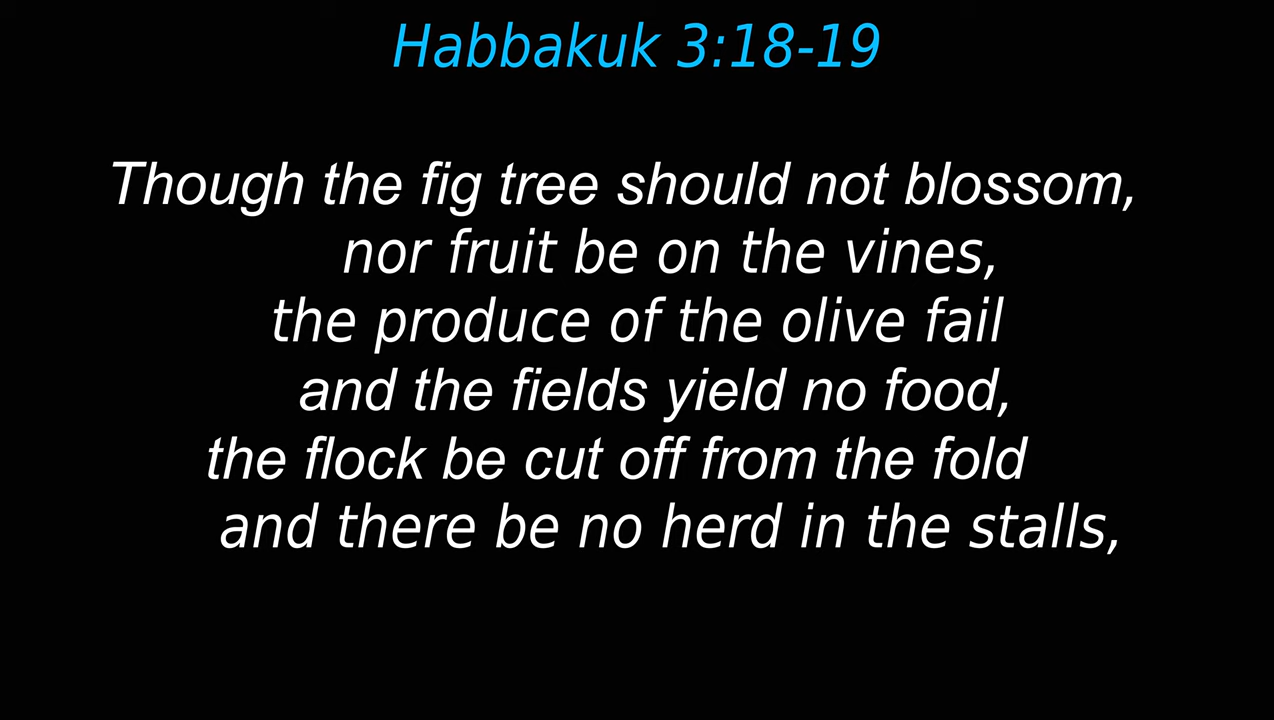 Habbakuk 3:18-19
Though the fig tree should not blossom,
nor fruit be on the vines,
the produce of the olive fail
and the fields yield no food,
the flock be cut off from the fold
and there be no herd in the stalls,